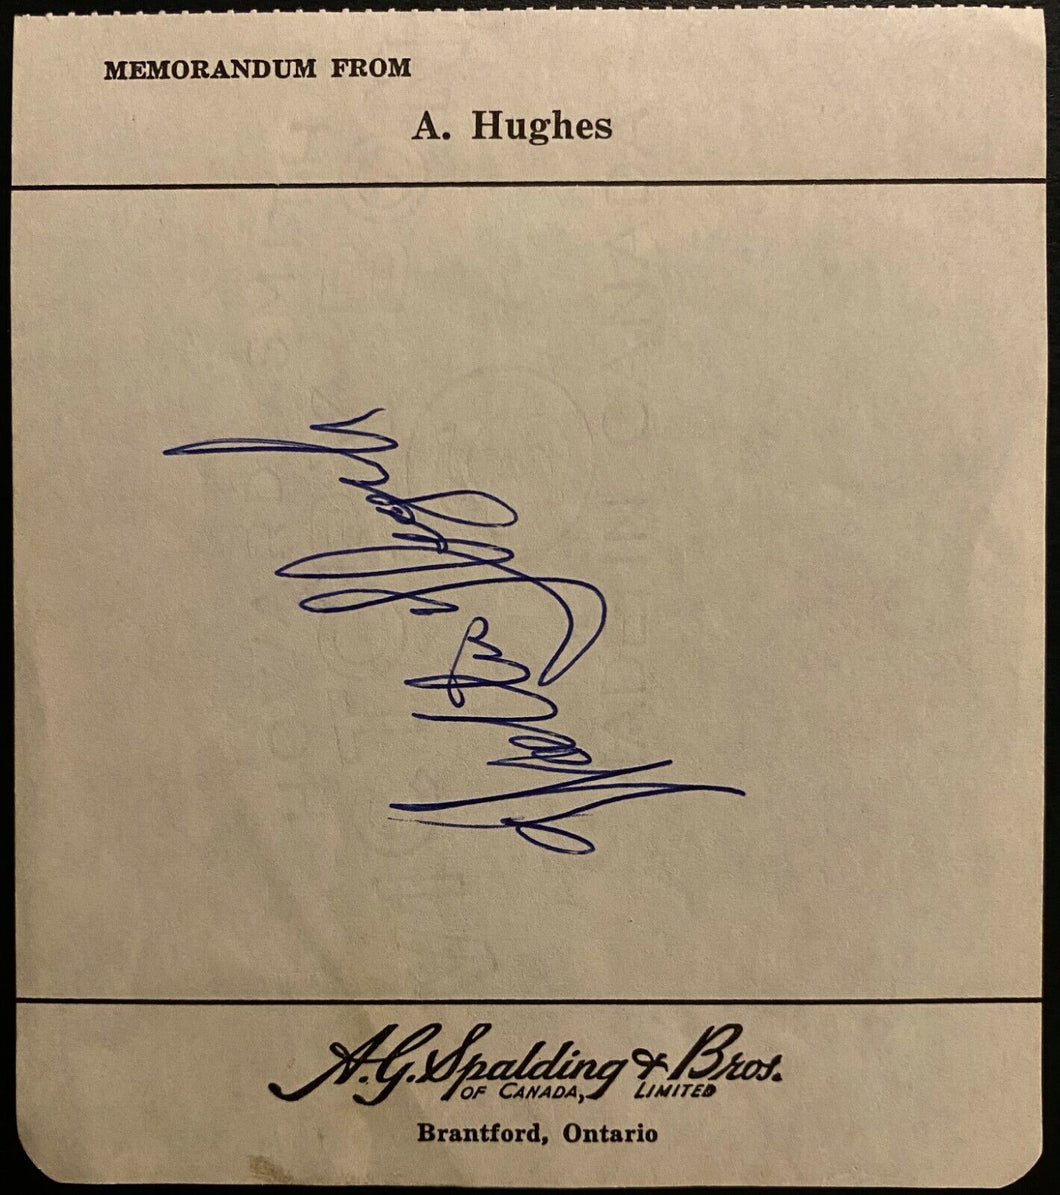 MEMORANDUM FROM
A. Hughes
A.G. Spalding & Bros.
OF CANADA, LIMITED
Brantford, Ontario